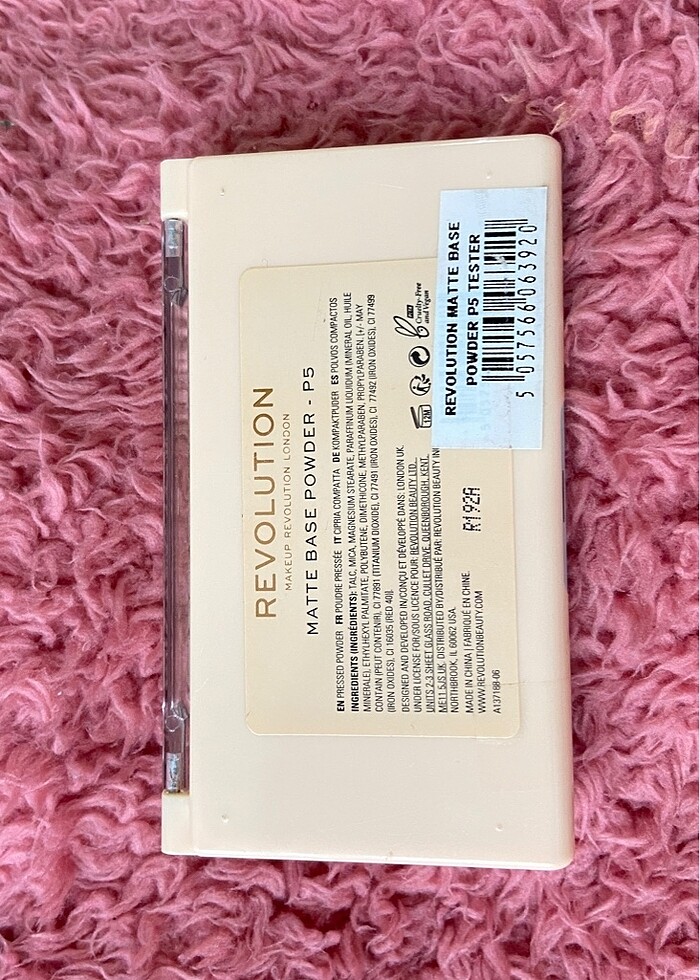 REVOLUTION
MAKEUP REVOLUTION LONDON
MATTE BASE POWDER - P5
EN PRESSED POWDER FR POUDRE PRESSÉE IT CIPRIA COMPATTA DE KOMPAKTPUDER ES POLVOS COMPACTOS
INGREDIENTS (INGRÉDIENTS): TALC, MICA, MAGNESIUM STEARATE, PARAFFINUM LIQUIDUM (MINERAL OIL, HUILE
MINERALE), ETHYLHEXYL PALMITATE, POLYBUTENE, DIMETHICONE, METHYLPARABEN, PROPYLPARABEN. [+/- MAY
CONTAIN (PEUT CONTENIR), CI 77891 (TITANIUM DIOXIDE), CI 77491 (IRON OXIDES), CI 77492 (IRON OXIDES), CI 77499
(IRON OXIDES), CI 16035 (RED 40)].
DESIGNED AND DEVELOPED IN/CONÇU ET DÉVELOPPÉ DANS: LONDON UK.
UNDER LICENSE FOR/SOUS LICENCE POUR: REVOLUTION BEAUTY LTD.,
UNITS 2-3 SHEET GLASS ROAD, CULLET DRIVE, QUEENBOROUGH, KENT,
ME11 5JS UK. DISTRIBUTED BY/DISTRIBUÉ PAR: REVOLUTION BEAUTY IN
NORTHBROOK, IL 60062 USA.
MADE IN CHINA | FABRIQUÉ EN CHINE.
WWW.REVOLUTIONBEAUTY.COM
A137188-06
R192A
12M
Cruelty-Free
and Vegan
REVOLUTION MATTE BASE
POWDER P5 TESTER
5 057566 063920